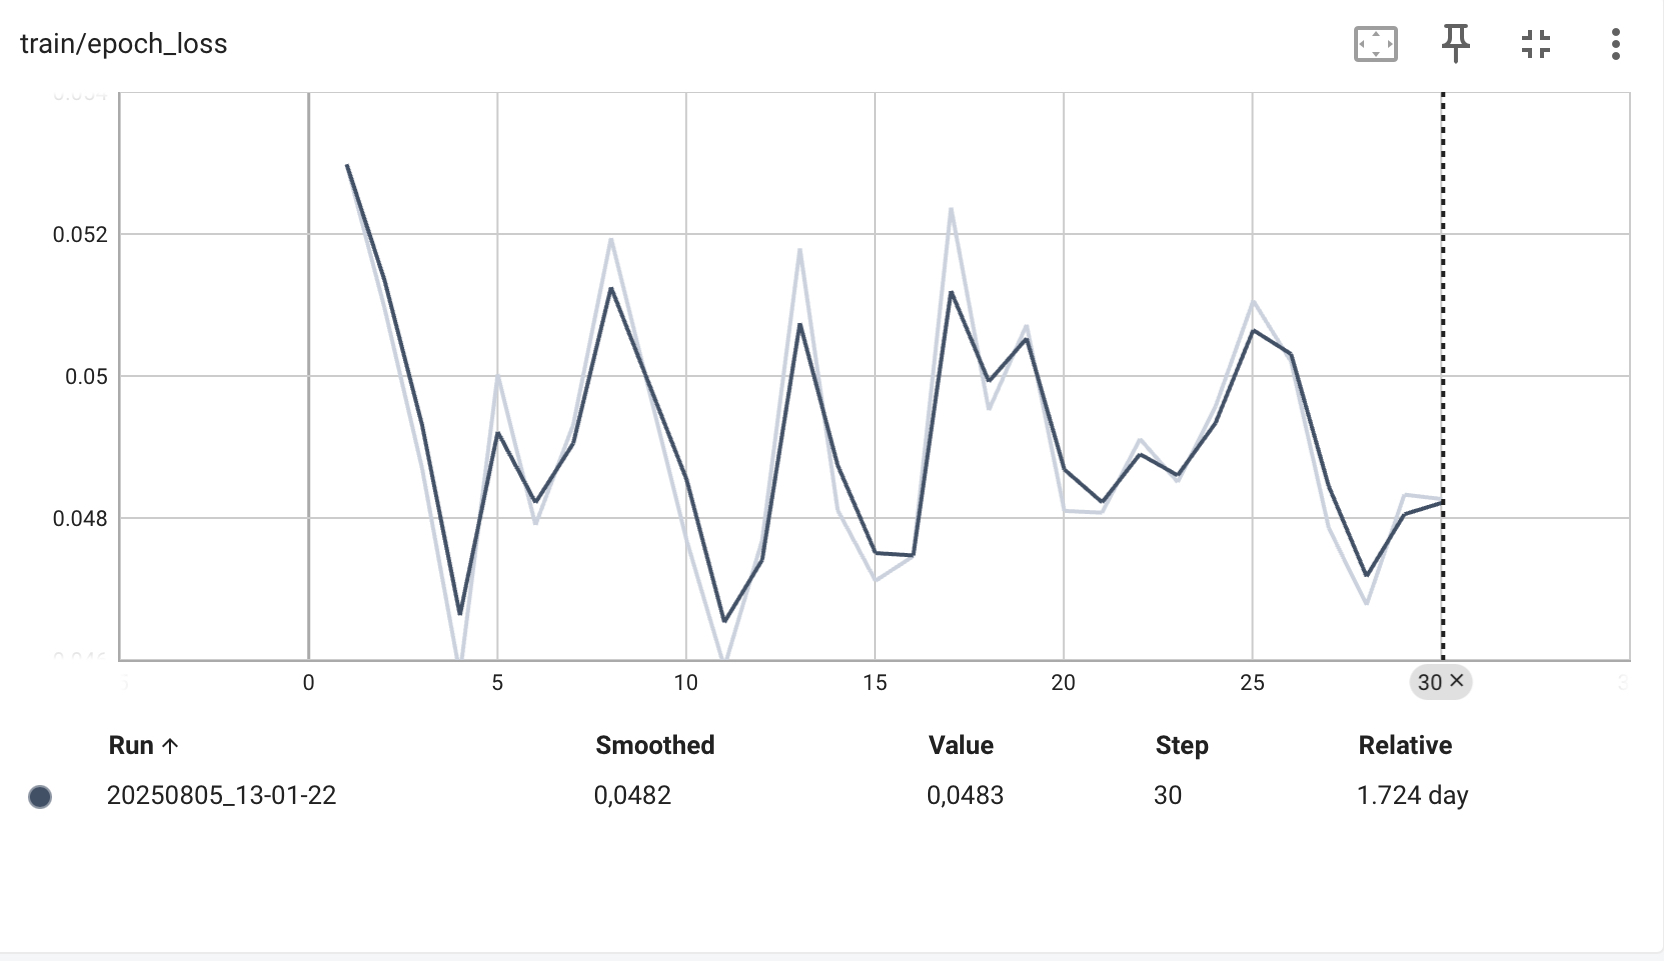 train/epoch_loss
0.052
0.05
0.048
0 5 10 15 20 25 30 ×
Run ↑ Smoothed Value Step Relative
20250805_13-01-22 0,0482 0,0483 30 1.724 day